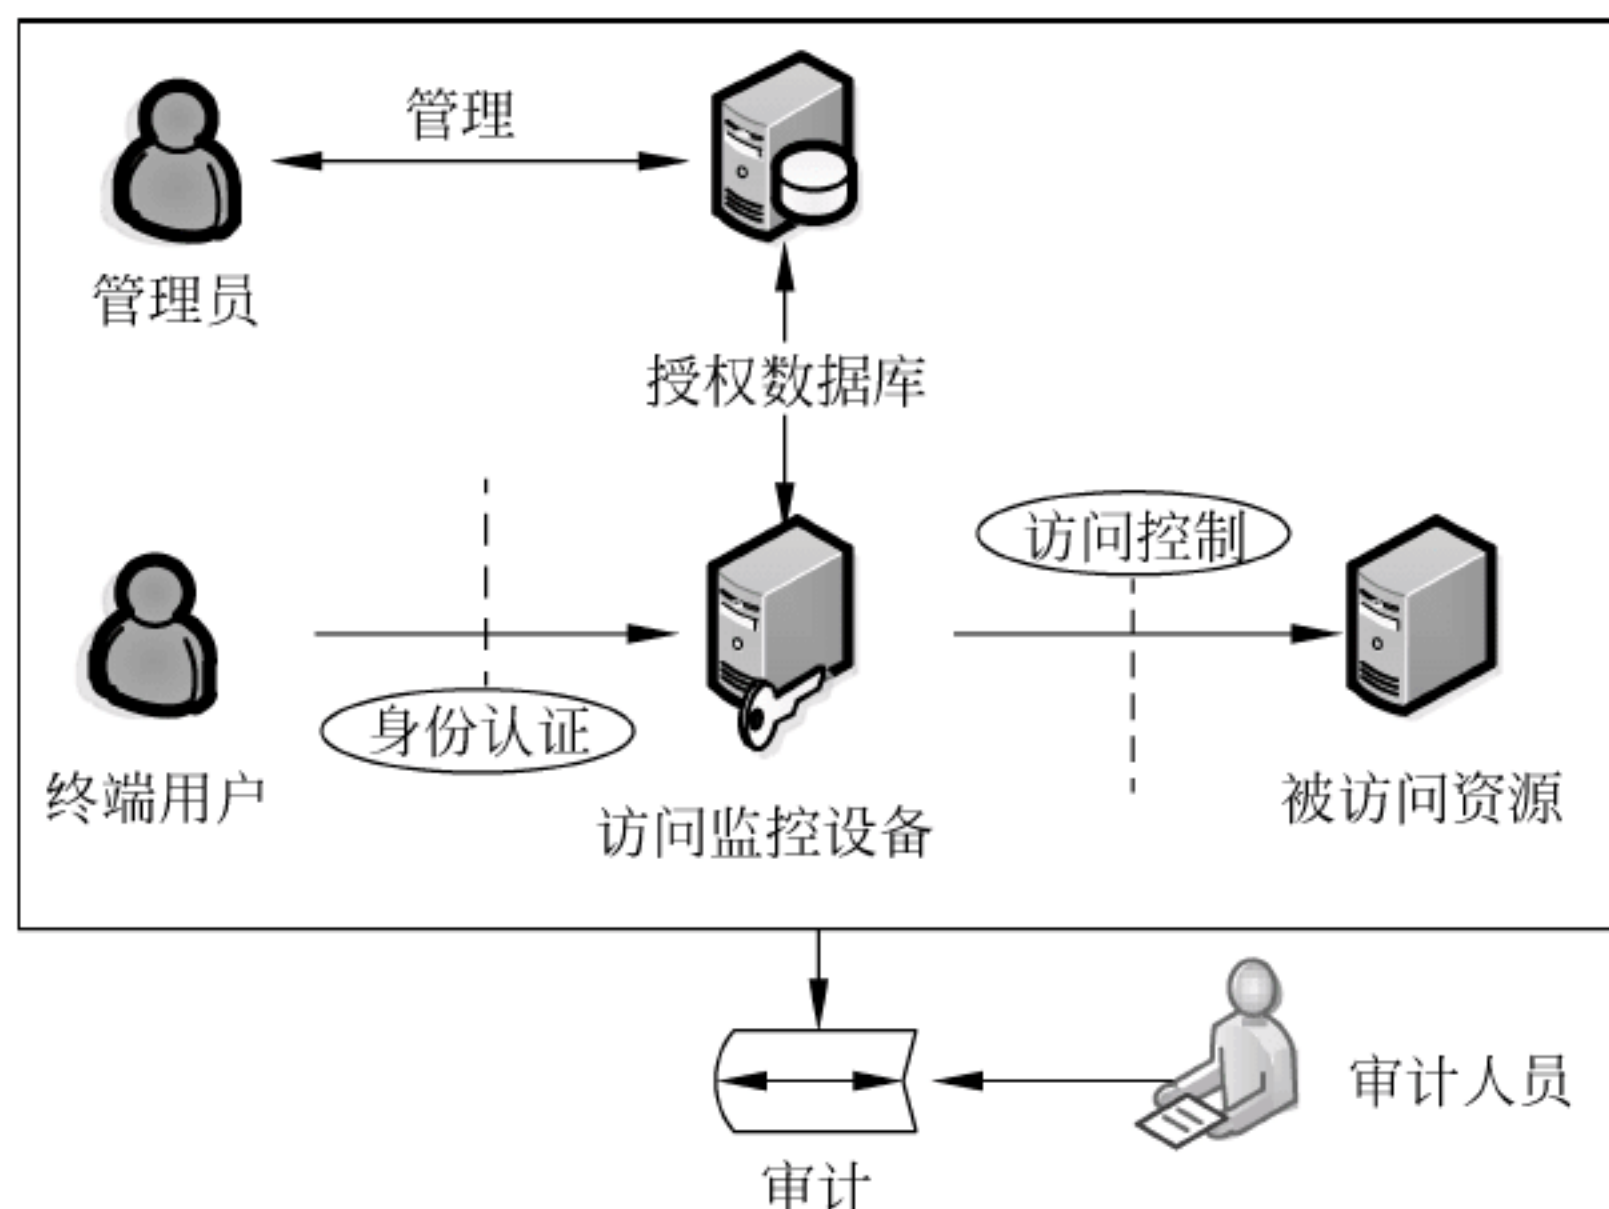 管理
管理员
授权数据库
访问控制
身份认证
终端用户
访问监控设备
被访问资源
审计人员
审计